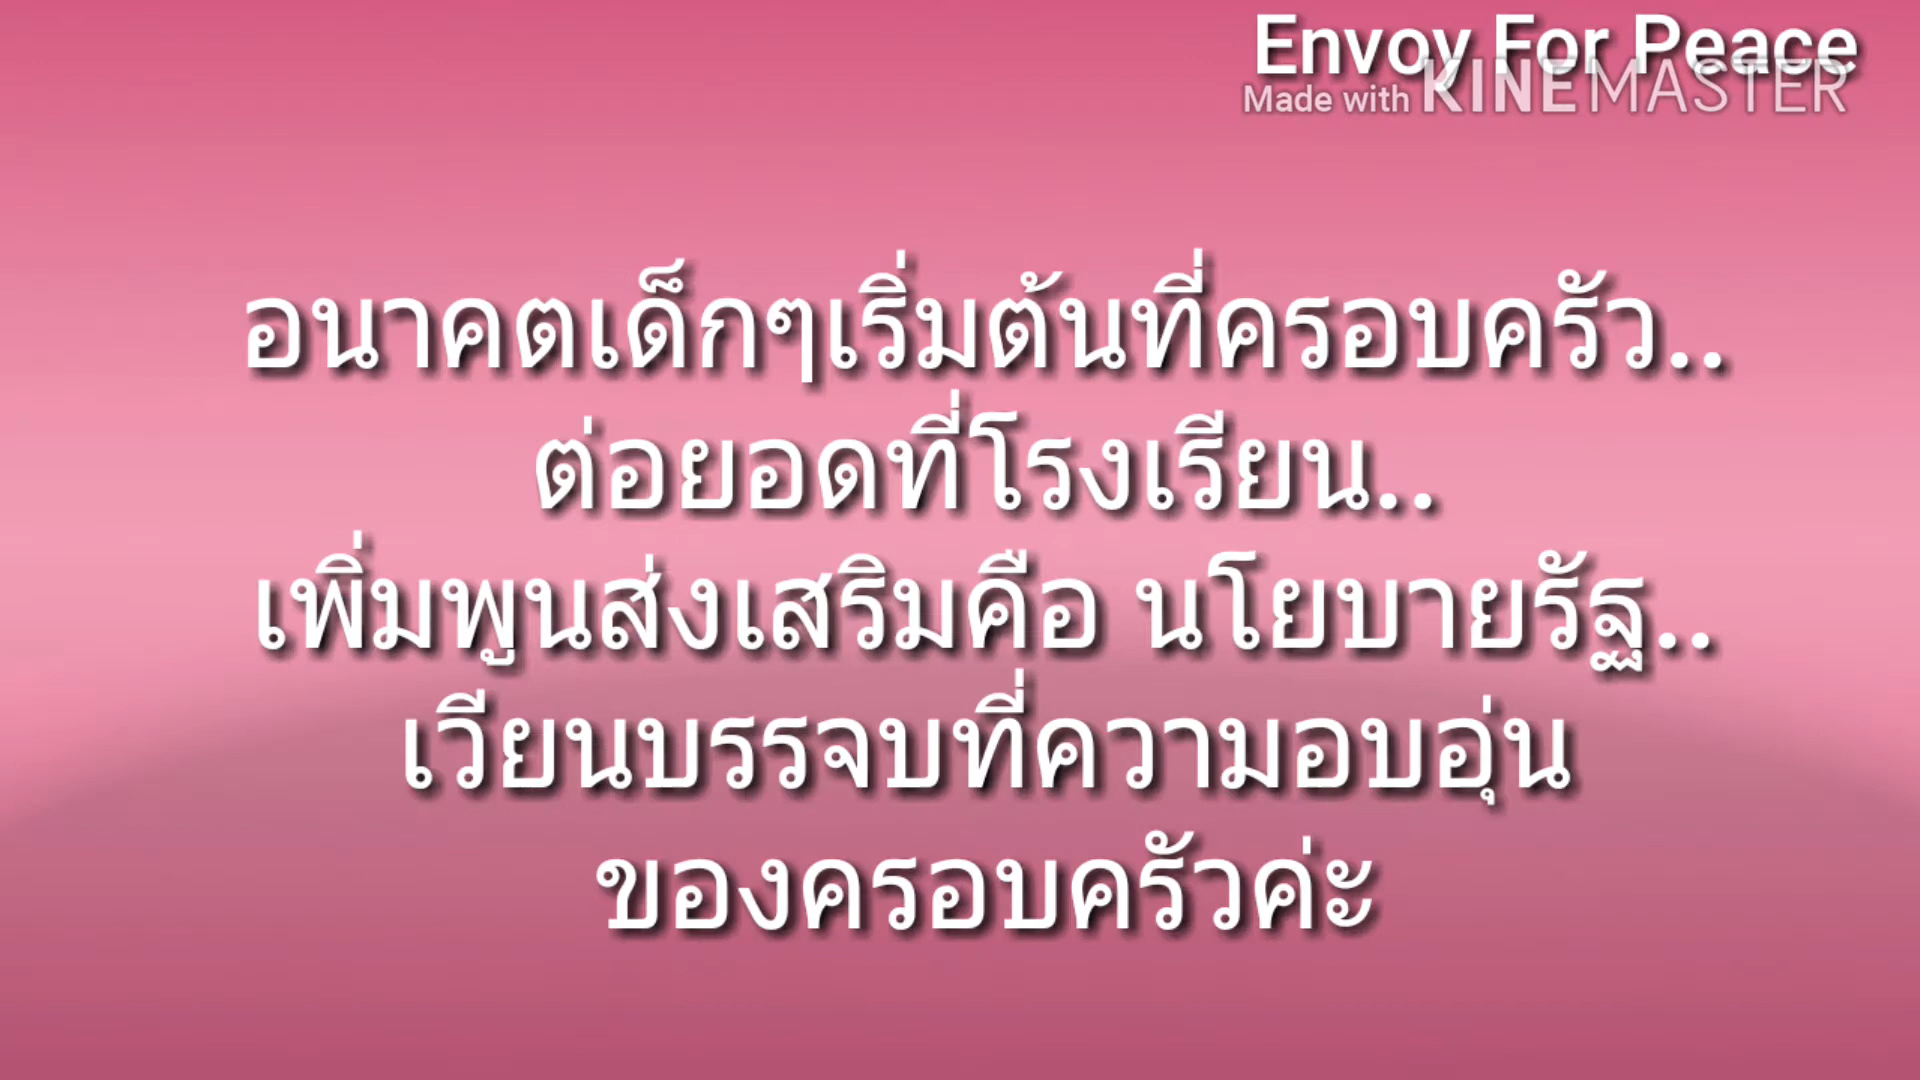 Envoy For Peace
Made with KINEMASTER
อนาคตเด็กๆเริ่มต้นที่ครอบครัว..
ต่อยอดที่โรงเรียน..
เพิ่มพูนส่งเสริมคือ นโยบายรัฐ..
เวียนบรรจบที่ความอบอุ่น
ของครอบครัวค่ะ